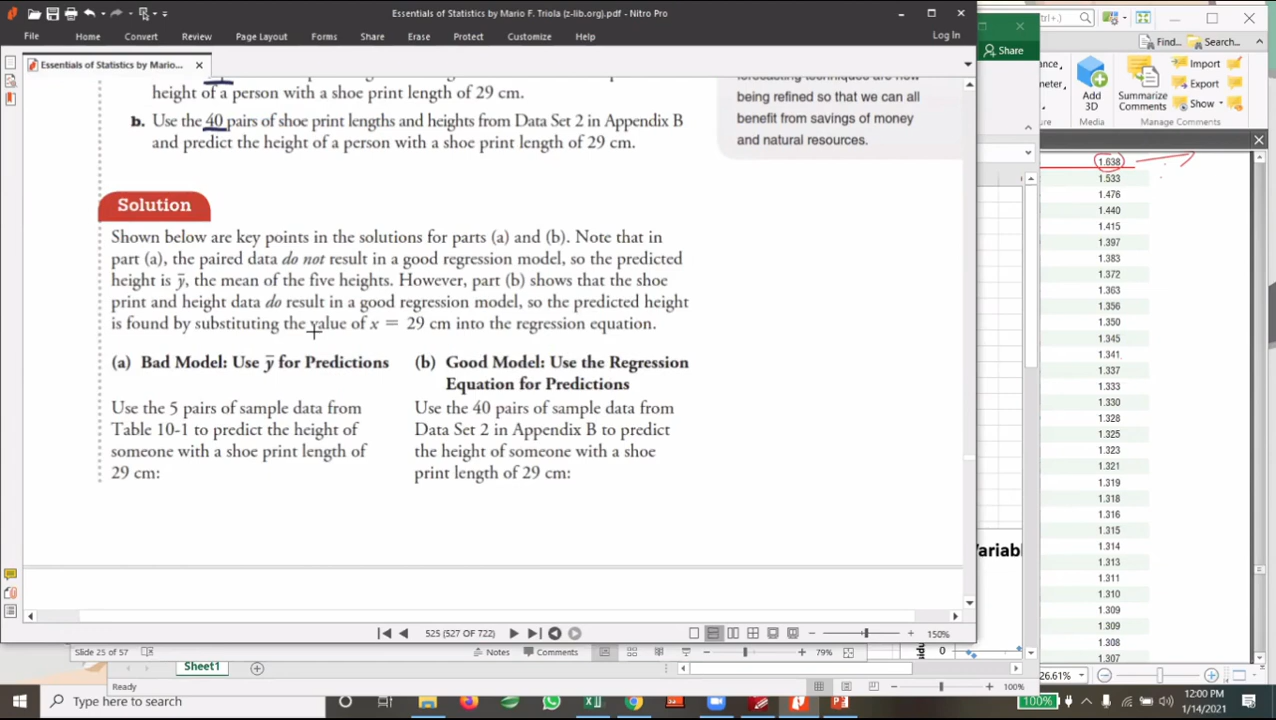 Essentials of Statistics by Mario F. Triola (z-lib.org).pdf - Nitro Pro
File Home Convert Review Page Layout Share Help
Customize
Log In
Essentials of Statistics by Mario...
height of a person with a shoe print length of 29 cm.
b. Use the 40 pairs of shoe print lengths and heights in Data Set 2 in Appendix B
and predict the height of a person with a shoe print length of 29 cm.
forecasting techniques are now
being refined so that we can all
benefit from savings of money
and natural resources.
Solution
Shown below are key points in the solutions for parts (a) and (b). Note that in
part (a), the paired data do not result in a good regression model, so the predicted
height is ȳ, the mean of the five heights. However, part (b) shows that the shoe
print and height data do result in a good regression model, so the predicted height
is found by substituting the value of x = 29 cm into the regression equation.
(a) Bad Model: Use ȳ for Predictions
Use the 5 pairs of sample data from
Table 10-1 to predict the height of
someone with a shoe print length of
29 cm:
(b) Good Model: Use the Regression
Equation for Predictions
Use the 40 pairs of sample data from
Data Set 2 in Appendix B to predict
the height of someone with a shoe
print length of 29 cm:
525 (527 OF 722)
150%
Share
Find... Search...
Add
3D
Media
Summarize
Comments
Import
Export
Show
Manage Comments
1.638
1.533
1.476
1.440
1.415
1.397
1.383
1.372
1.363
1.356
1.350
1.345
1.341
1.337
1.333
1.330
1.328
1.325
1.323
1.321
1.319
1.318
1.316
1.315
1.314
1.313
1.311
1.310
1.309
1.309
1.308
1.307
Slide 25 of 57
Notes Comments
79%
Sheet1
Ready
100%
26.61%
Type here to search
100%
12:00 PM
1/14/2021